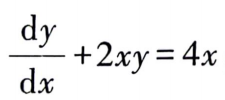 dy/dx + 2xy = 4x